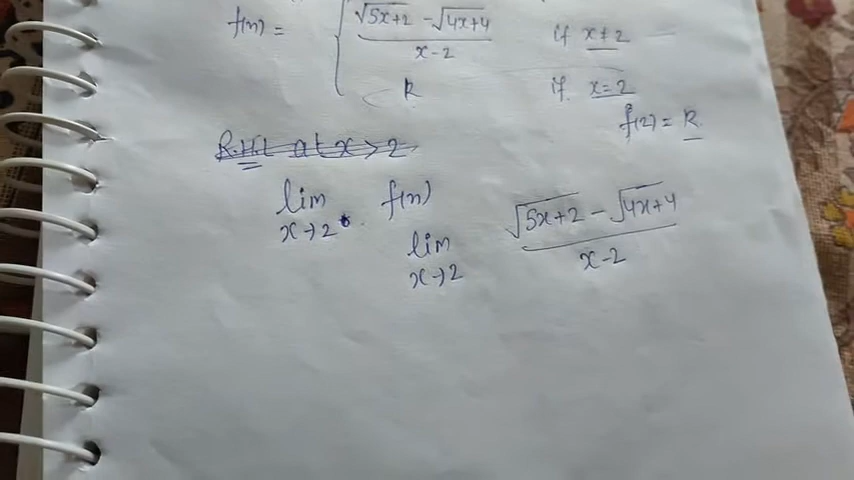 f(n) = { √5x+2 - √4x+4 / x-2 if x≠2
k if x=2
f(2) = k
R.H.L at x>2
lim x→2 f(n)
lim x→2 √5x+2 - √4x+4 / x-2